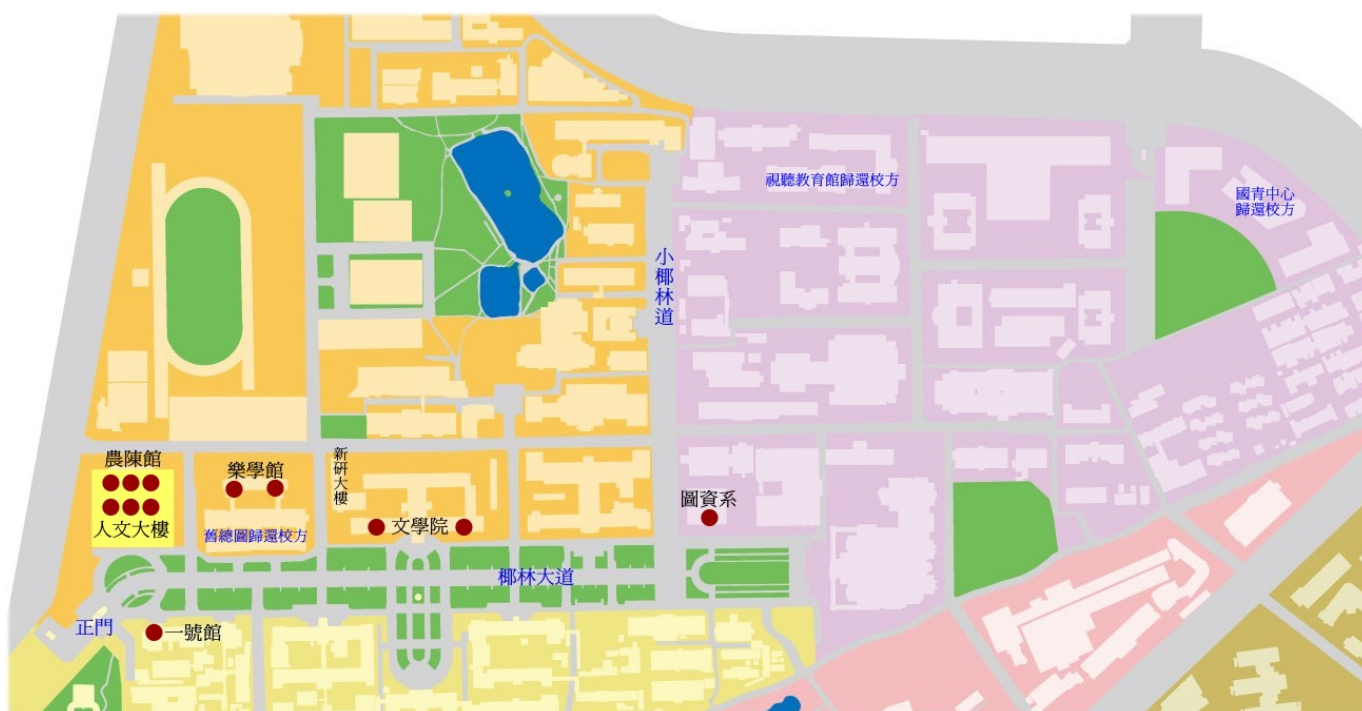 視聽教育館歸還校方
國青中心
歸還校方
小椰林道
農陳館
樂學館
新研大樓
圖資系
人文大樓
舊總圖歸還校方
文學院
椰林大道
正門
一號館